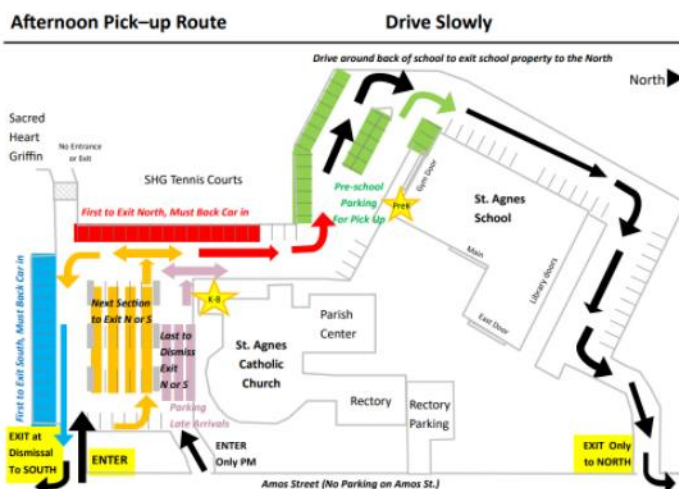 Afternoon Pick–up Route
Drive Slowly
Drive around back of school to exit school property to the North
North
Sacred
Heart
Griffin
No Entrance
or Exit
SHG Tennis Courts
Gym Door
Pre-school
Parking
For Pick Up
PreK
St. Agnes
School
First to Exit North, Must Back Car in
Main
Library doors
East Door
First to Exit South, Must Back Car in
Next Section
to Exit N or S
K-8
Last to
Dismiss
Exit
N or S
Parish
Center
St. Agnes
Catholic
Church
Parking
Late Arrivals
Rectory
Rectory
Parking
EXIT at
Dismissal
To SOUTH
ENTER
ENTER
Only PM
EXIT Only
to NORTH
Amos Street (No Parking on Amos St.)